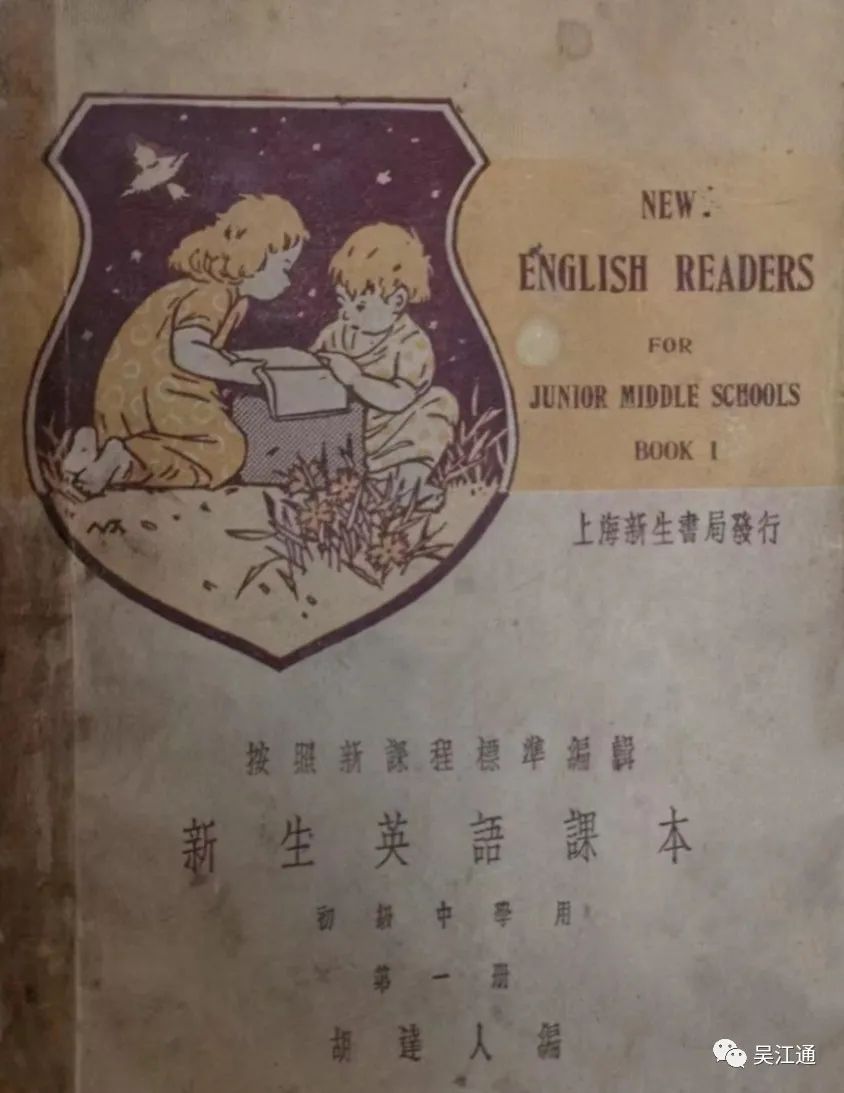 NEW
ENGLISH READERS
FOR
JUNIOR MIDDLE SCHOOLS
BOOK I
上海新生書局發行
按照新課程標準編輯
新生英語課本
初級中學用
第一册
胡達人編
吴江通